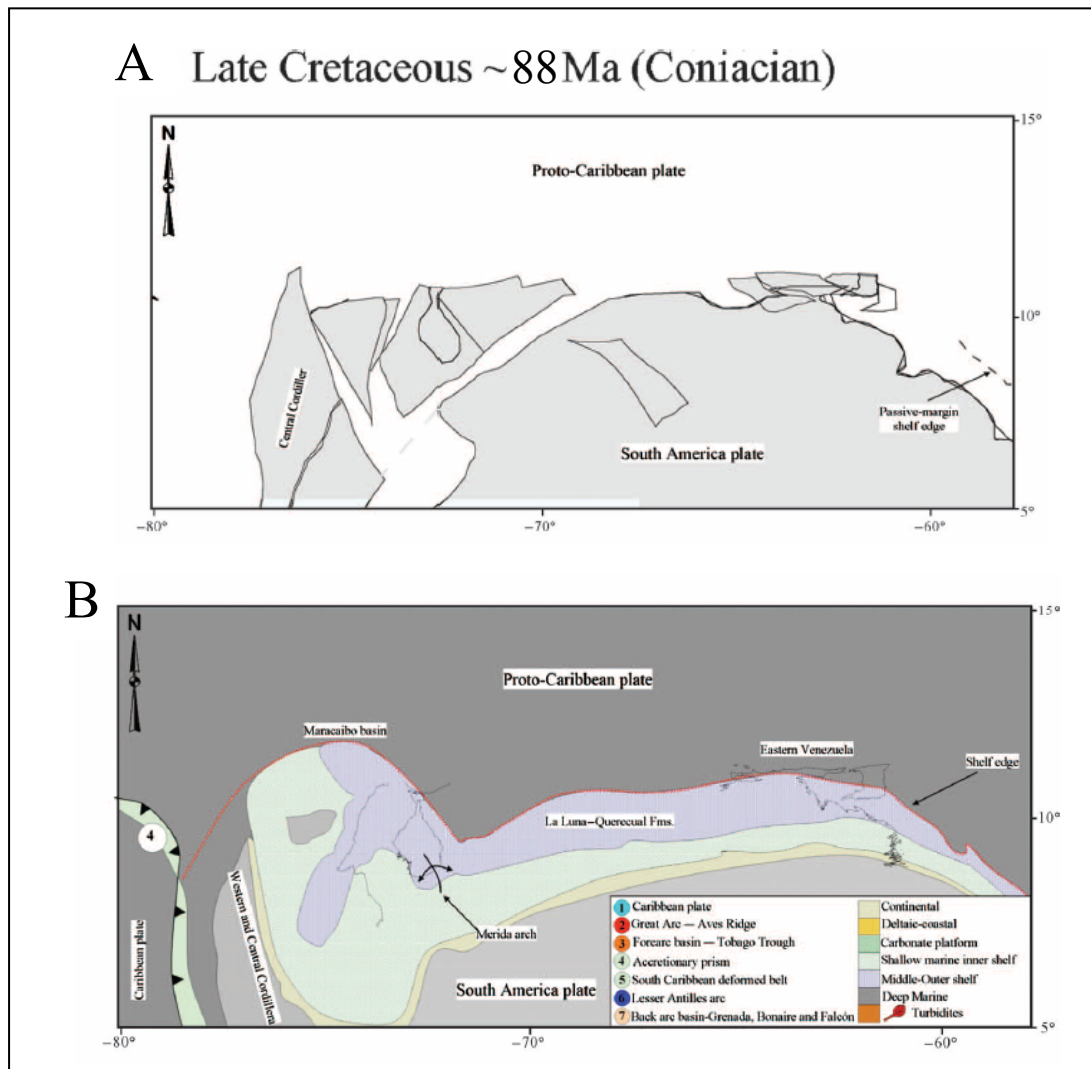 A Late Cretaceous ~88 Ma (Coniacian)
N
15°
Proto-Caribbean plate
10°
Central Cordiller
Passive-margin
shelf edge
South America plate
5°
-80°
-70°
-60°
B
N
15°
Proto-Caribbean plate
Maracaibo basin
Eastern Venezuela
Shelf edge
4
La Luna-Querecual Fms.
10°
Caribbean plate
Western and Central Cordillera
Merida arch
South America plate
1 Caribbean plate
2 Great Arc — Aves Ridge
3 Forearc basin — Tobago Trough
4 Accretionary prism
5 South Caribbean deformed belt
6 Lesser Antilles arc
7 Back arc basin-Grenada, Bonaire and Falcón
Continental
Deltaic-coastal
Carbonate platform
Shallow marine inner shelf
Middle-Outer shelf
Deep Marine
Turbidites
5°
-80°
-70°
-60°